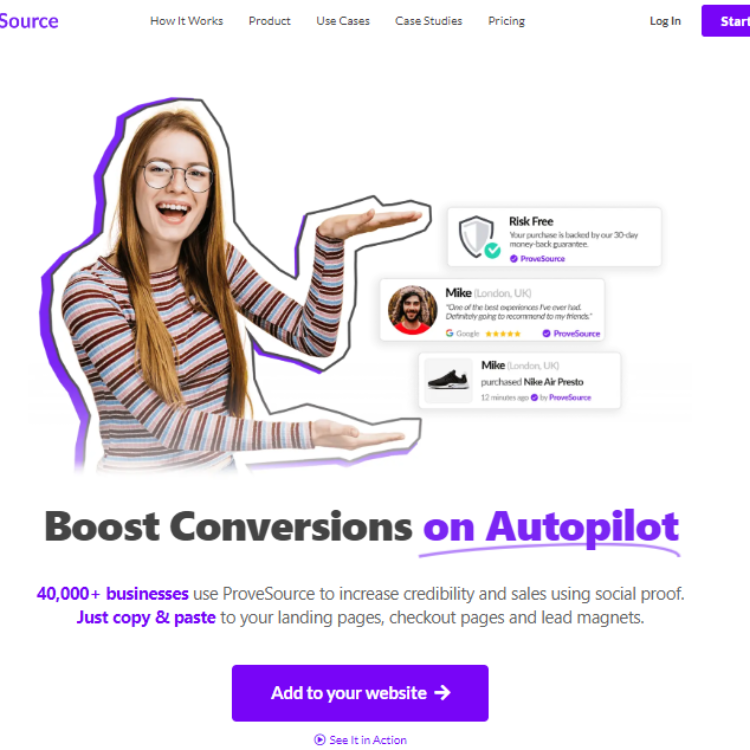 Source
How It Works
Product
Use Cases
Case Studies
Pricing
Log In
Start
Risk Free
Your purchase is backed by our 30-day
money-back guarantee.
ProveSource
Mike (London, UK)
"One of the best experiences I've ever had.
Definitely going to recommend to my friends."
Google
ProveSource
Mike (London, UK)
purchased Nike Air Presto
12 minutes ago by ProveSource
Boost Conversions on Autopilot
40,000+ businesses use ProveSource to increase credibility and sales using social proof.
Just copy & paste to your landing pages, checkout pages and lead magnets.
Add to your website →
See It in Action